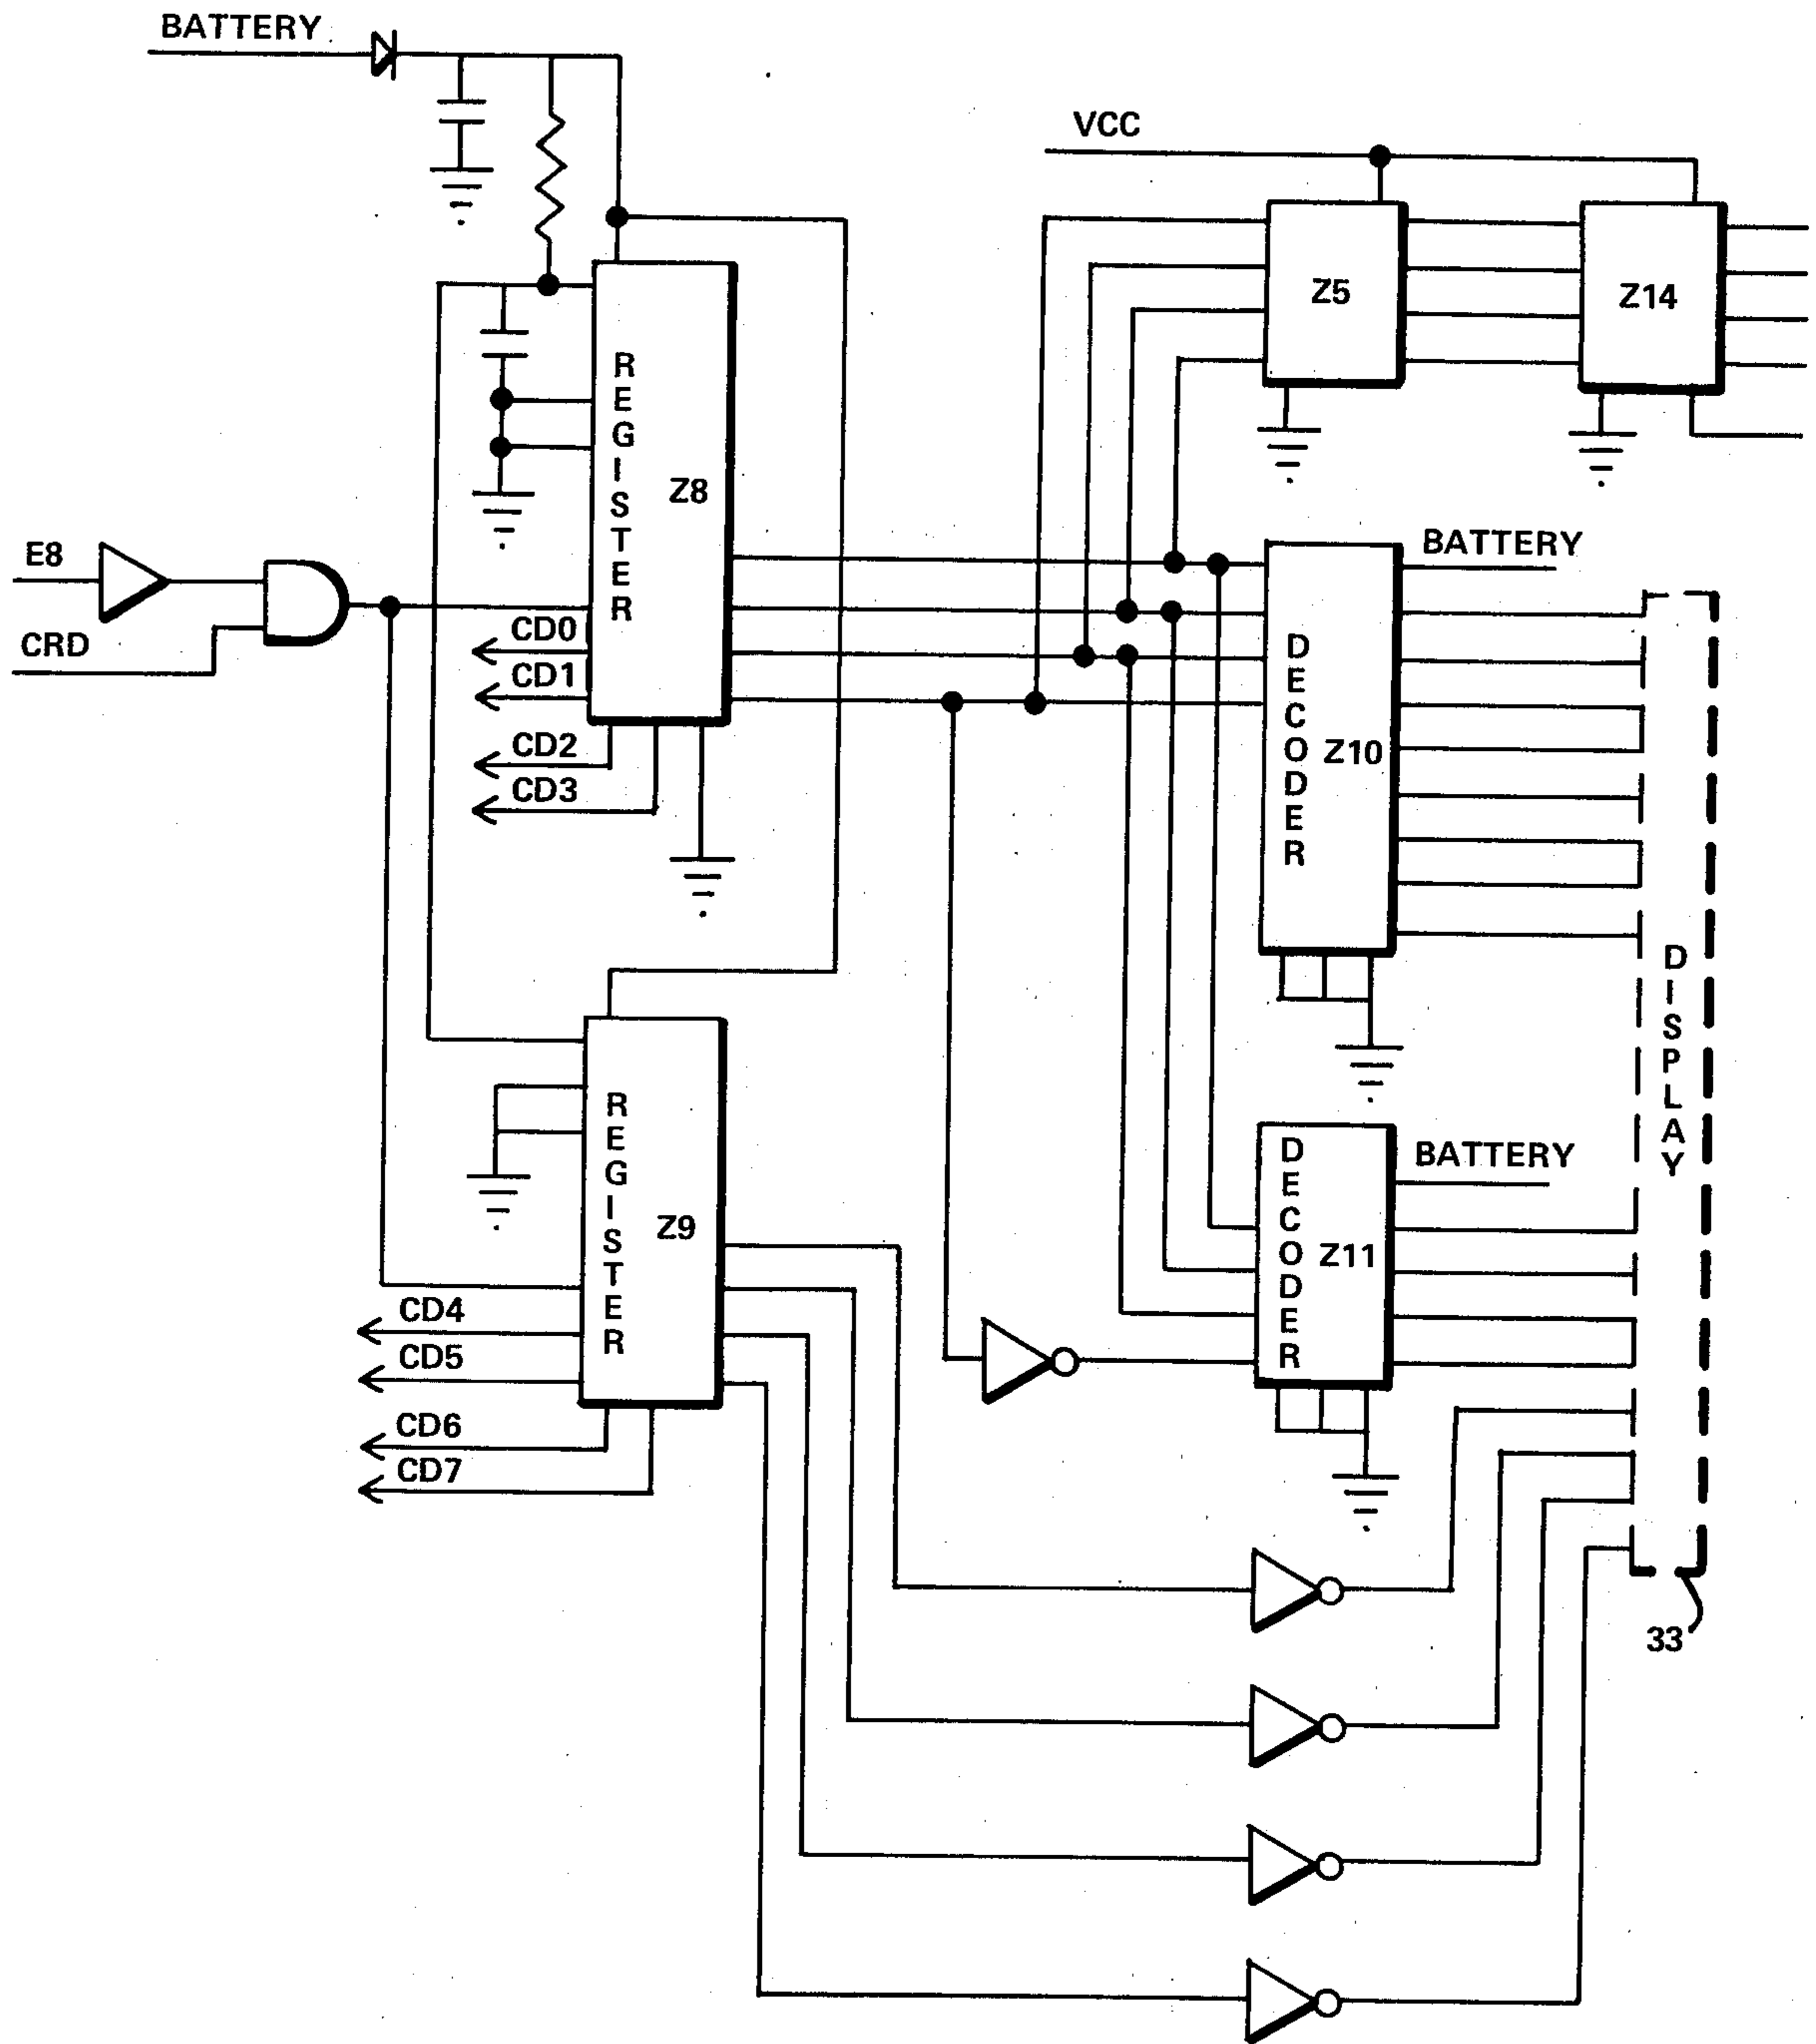 BATTERY
VCC
Z5
Z14
REGISTER
Z8
E8
CRD
CD0
CD1
CD2
CD3
BATTERY
DECODER
Z10
DISPLAY
REGISTER
Z9
CD4
CD5
CD6
CD7
BATTERY
DECODER
Z11
33